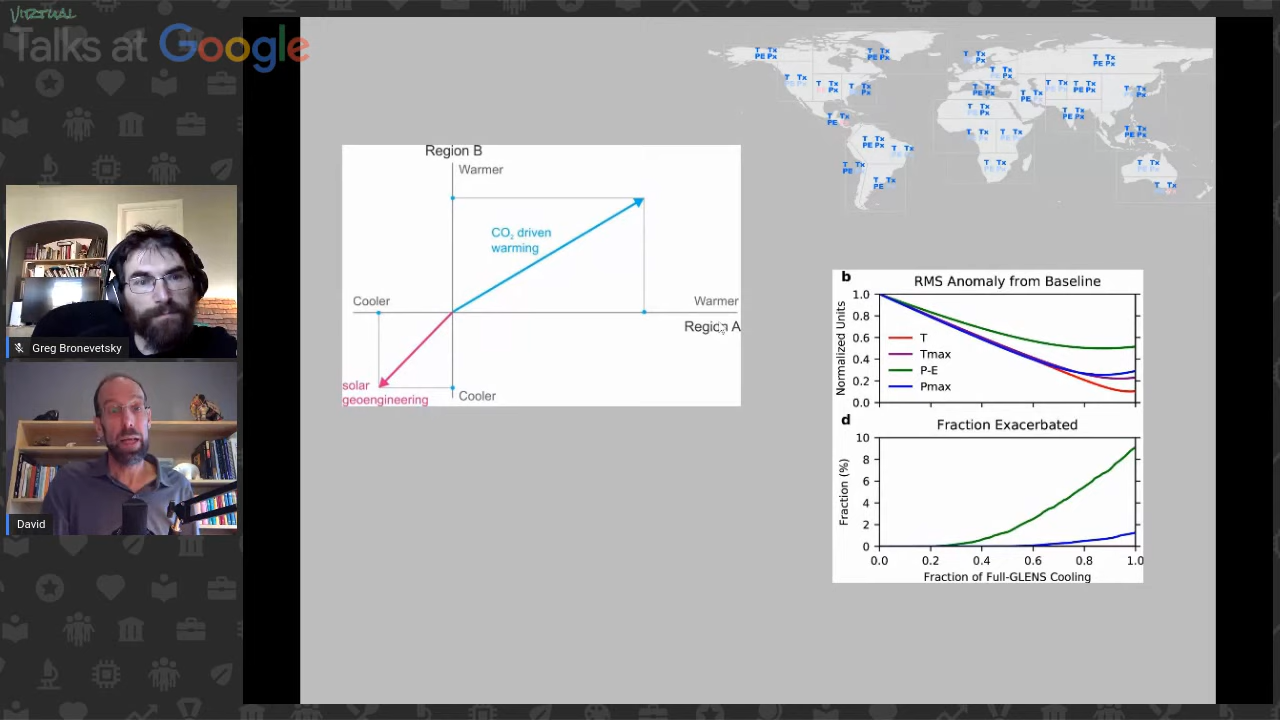 VIRTUAL
Talks at Google
Greg Bronevetsky
David
Region B
Warmer
CO2 driven
warming
Cooler
Warmer
Region A
solar
geoengineering
Cooler
T Tx
PE Px
b
RMS Anomaly from Baseline
Normalized Units
1.0
0.8
0.6
0.4
0.2
0.0
T
Tmax
P-E
Pmax
d
Fraction Exacerbated
Fraction (%)
10
8
6
4
2
0
0.0 0.2 0.4 0.6 0.8 1.0
Fraction of Full-GLENS Cooling